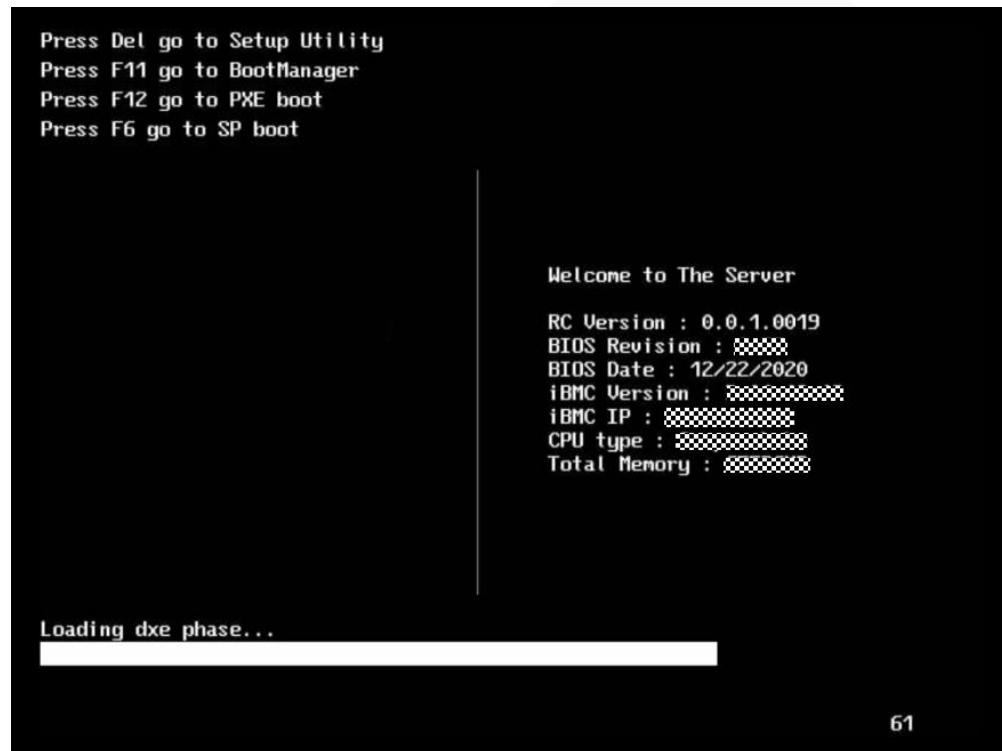 Press Del go to Setup Utility
Press F11 go to BootManager
Press F12 go to PXE boot
Press F6 go to SP boot
Welcome to The Server
RC Version : 0.0.1.0019
BIOS Revision :
BIOS Date : 12/22/2020
iBMC Version :
iBMC IP :
CPU type :
Total Memory :
Loading dxe phase...
61